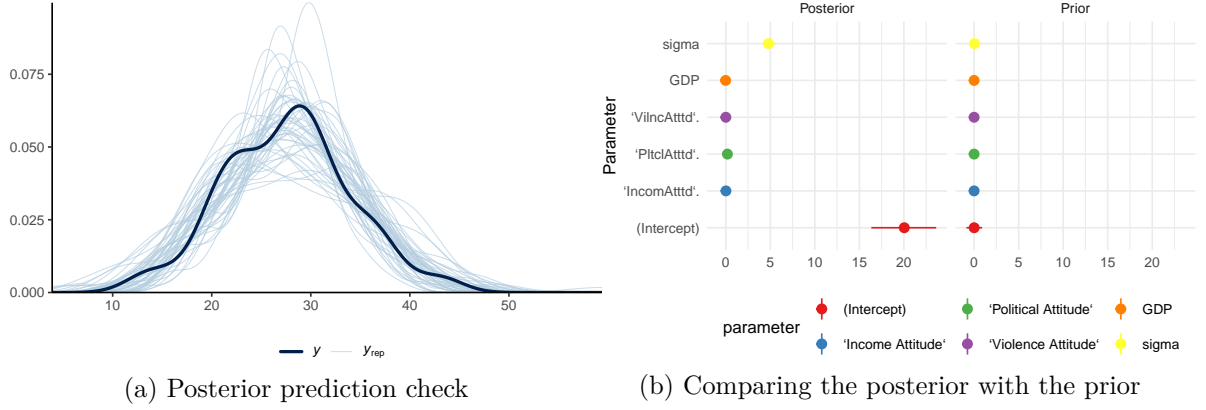 0.075
0.050
0.025
0.000
10 20 30 40 50
y y rep
(a) Posterior prediction check
Posterior Prior
Parameter
sigma
GDP
‘VilncAtttd‘.
‘PltclAtttd‘.
‘IncomAtttd‘.
(Intercept)
0 5 10 15 20 0 5 10 15 20
parameter
(Intercept) ‘Political Attitude‘ GDP
‘Income Attitude‘ ‘Violence Attitude‘ sigma
(b) Comparing the posterior with the prior